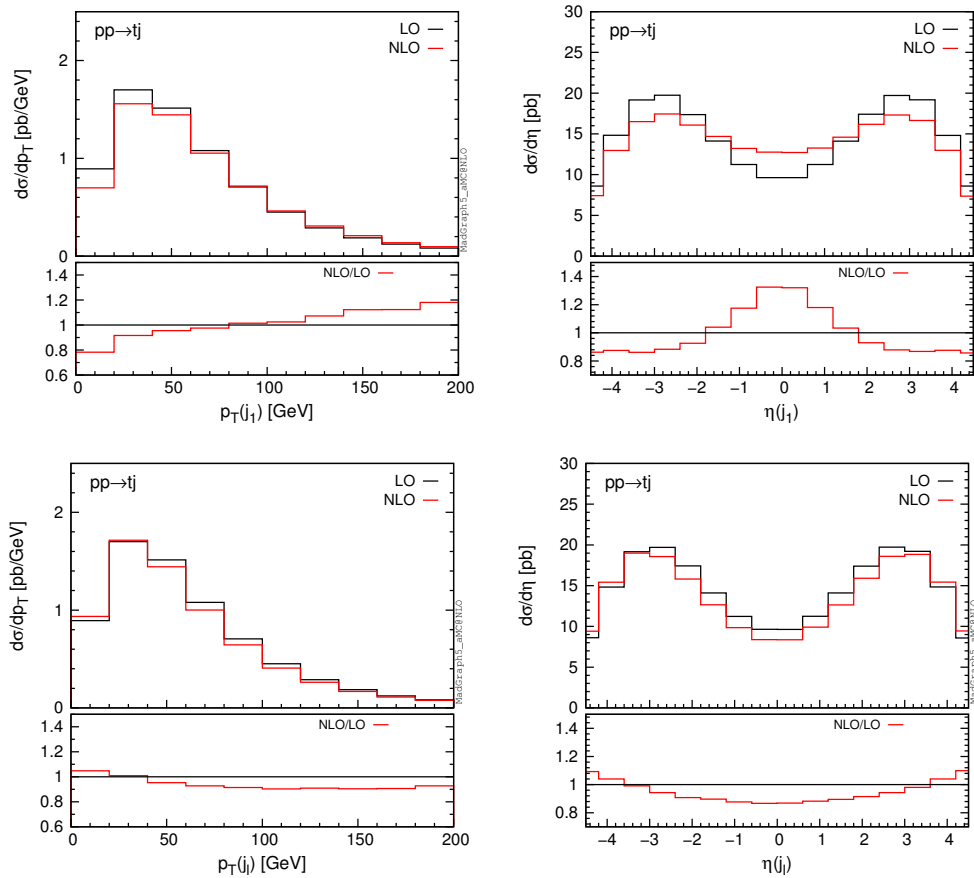 pp→tj
LO
NLO
dσ/dp_T [pb/GeV]
2
1
0
MadGraph5_aMC@NLO
NLO/LO
1.4
1.2
1
0.8
0.6
0 50 100 150 200
p_T(j_1) [GeV]
pp→tj
LO
NLO
dσ/dη [pb]
30
25
20
15
10
5
0
MadGraph5_aMC@NLO
NLO/LO
1.4
1.2
1
0.8
−4 −3 −2 −1 0 1 2 3 4
η(j_1)
pp→tj
LO
NLO
dσ/dp_T [pb/GeV]
2
1
0
MadGraph5_aMC@NLO
NLO/LO
1.4
1.2
1
0.8
0.6
0 50 100 150 200
p_T(j_l) [GeV]
pp→tj
LO
NLO
dσ/dη [pb]
30
25
20
15
10
5
0
MadGraph5_aMC@NLO
NLO/LO
1.4
1.2
1
0.8
−4 −3 −2 −1 0 1 2 3 4
η(j_l)